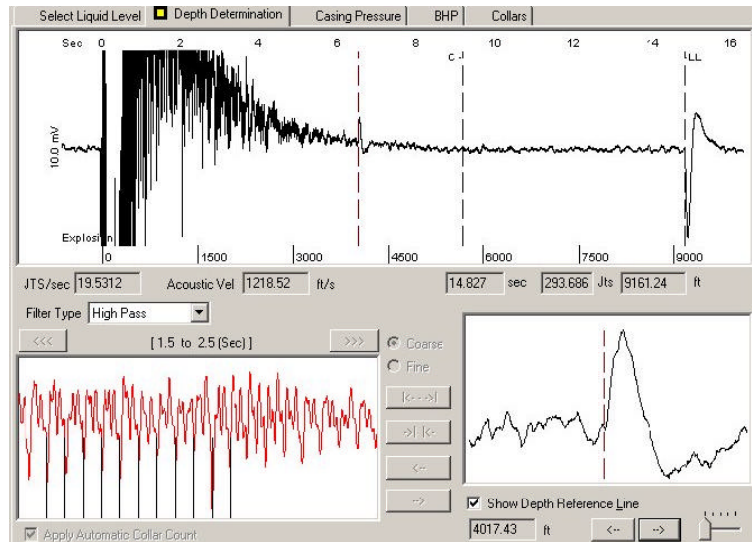 Select Liquid Level Depth Determination Casing Pressure BHP Collars
Sec 0 2 4 6 8 10 12 14 16
C LL
10.0 mV
Explosion
0 1500 3000 4500 6000 7500 9000
JTS/sec 19.5312 Acoustic Vel 1218.52 ft/s 14.827 sec 293.686 Jts 9161.24 ft
Filter Type High Pass
<<< [ 1.5 to 2.5 (Sec) ] >>> Coarse
Fine
|<- - ->|
->| |<-
<--
-->
Show Depth Reference Line
4017.43 ft <-- -->
Apply Automatic Collar Count